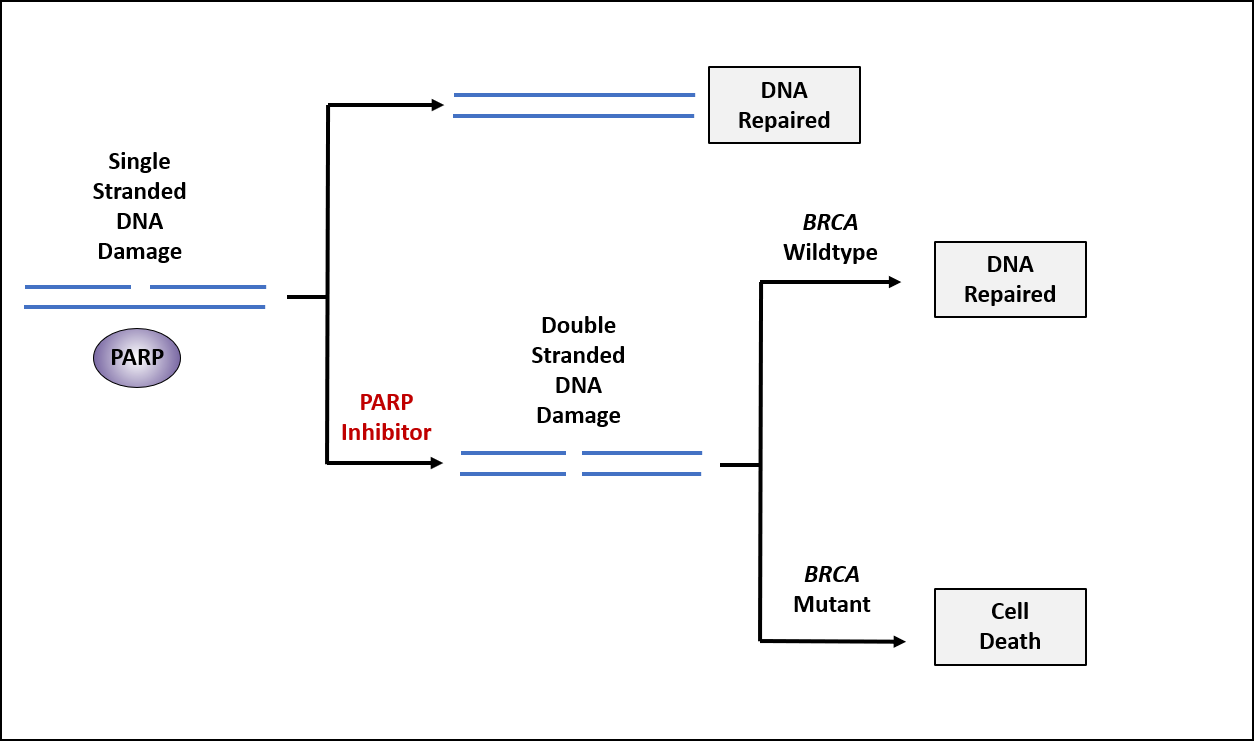 Single
Stranded
DNA
Damage
PARP
DNA
Repaired
PARP
Inhibitor
Double
Stranded
DNA
Damage
BRCA
Wildtype
DNA
Repaired
BRCA
Mutant
Cell
Death